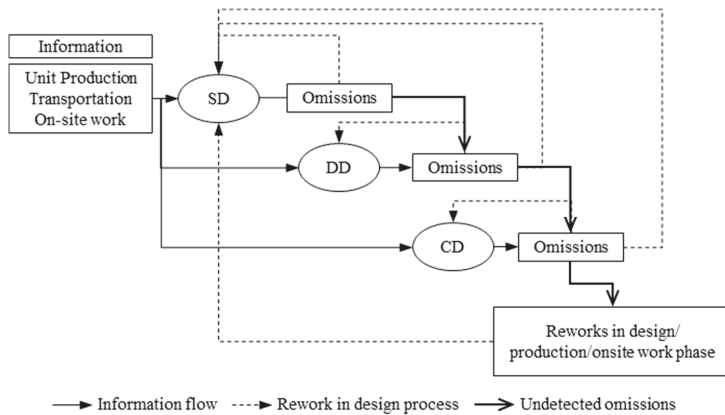 Information
Unit Production
Transportation
On-site work
SD
Omissions
DD
Omissions
CD
Omissions
Reworks in design/
production/onsite work phase
Information flow
Rework in design process
Undetected omissions